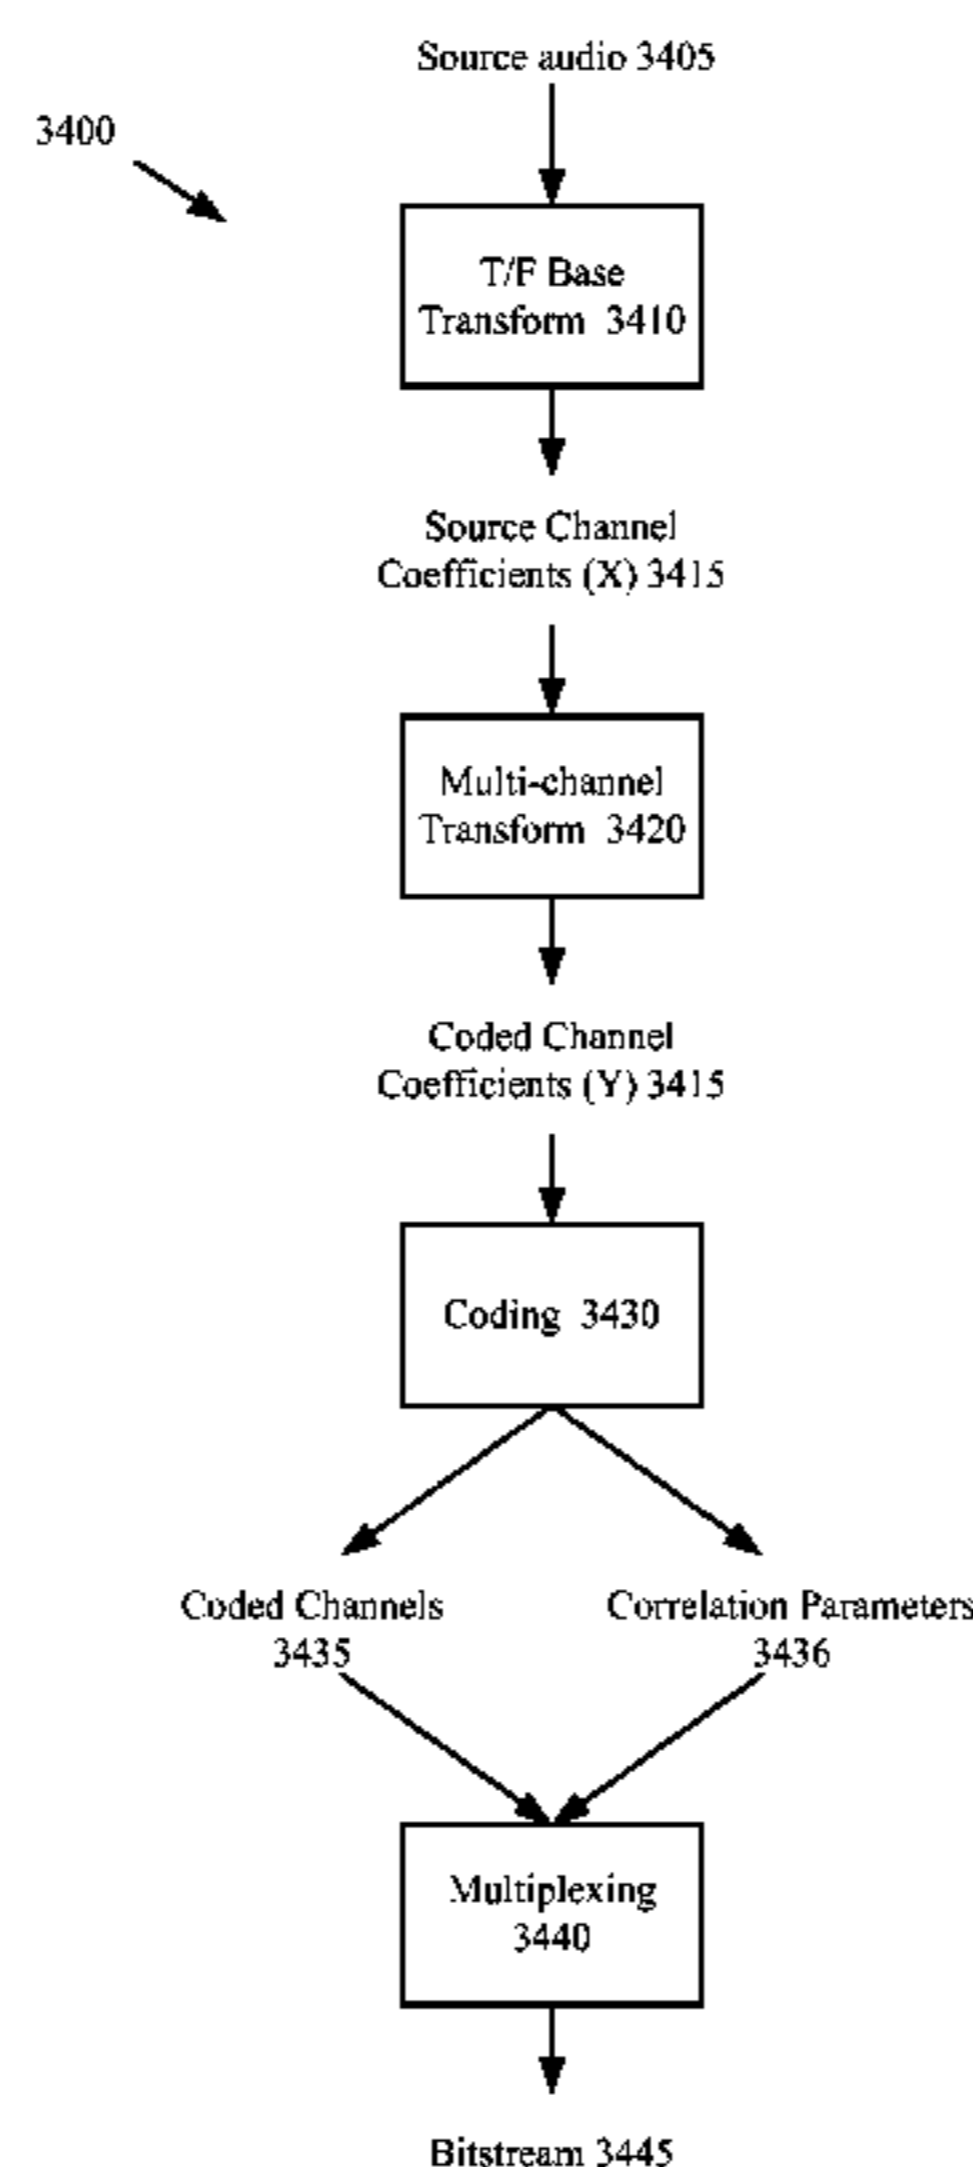 Source audio 3405
3400
T/F Base
Transform 3410
Source Channel
Coefficients (X) 3415
Multi-channel
Transform 3420
Coded Channel
Coefficients (Y) 3415
Coding 3430
Coded Channels
3435
Correlation Parameters
3436
Multiplexing
3440
Bitstream 3445